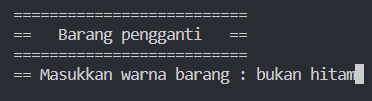 ==========================
==   Barang pengganti   ==
==========================
== Masukkan warna barang : bukan hitam